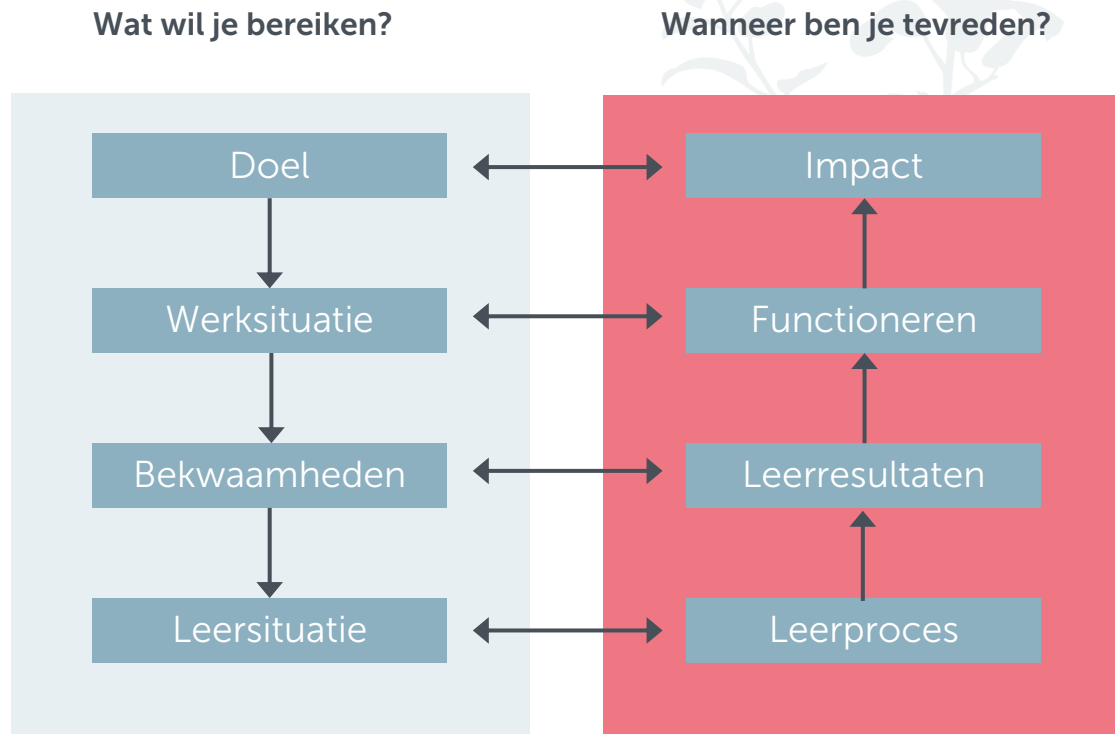 Wat wil je bereiken?
Wanneer ben je tevreden?
Doel
Impact
Werksituatie
Functioneren
Bekwaamheden
Leerresultaten
Leersituatie
Leerproces